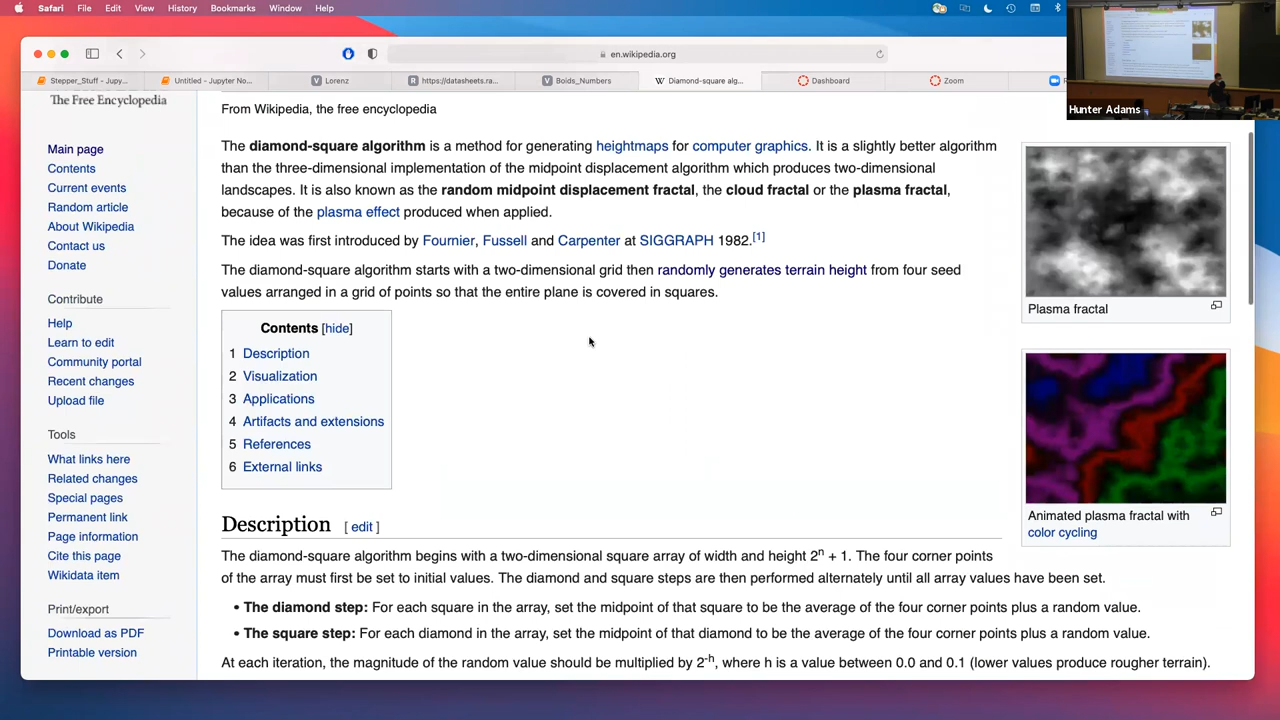 Safari File Edit View History Bookmarks Window Help
en.wikipedia.org
Stepper_Stuff - Jupy... Untitled - Jupyter No... Lorenz https://datasheets.ra... Boids_Numbers Diamond-square alg... Dashboard Zoom
Hunter Adams
The Free Encyclopedia
Main page
Contents
Current events
Random article
About Wikipedia
Contact us
Donate
Contribute
Help
Learn to edit
Community portal
Recent changes
Upload file
Tools
What links here
Related changes
Special pages
Permanent link
Page information
Cite this page
Wikidata item
Print/export
Download as PDF
Printable version
From Wikipedia, the free encyclopedia
The diamond-square algorithm is a method for generating heightmaps for computer graphics. It is a slightly better algorithm
than the three-dimensional implementation of the midpoint displacement algorithm which produces two-dimensional
landscapes. It is also known as the random midpoint displacement fractal, the cloud fractal or the plasma fractal,
because of the plasma effect produced when applied.
The idea was first introduced by Fournier, Fussell and Carpenter at SIGGRAPH 1982.[1]
The diamond-square algorithm starts with a two-dimensional grid then randomly generates terrain height from four seed
values arranged in a grid of points so that the entire plane is covered in squares.
Contents [hide]
1 Description
2 Visualization
3 Applications
4 Artifacts and extensions
5 References
6 External links
Plasma fractal
Animated plasma fractal with
color cycling
Description [ edit ]
The diamond-square algorithm begins with a two-dimensional square array of width and height 2^n + 1. The four corner points
of the array must first be set to initial values. The diamond and square steps are then performed alternately until all array values have been set.
• The diamond step: For each square in the array, set the midpoint of that square to be the average of the four corner points plus a random value.
• The square step: For each diamond in the array, set the midpoint of that diamond to be the average of the four corner points plus a random value.
At each iteration, the magnitude of the random value should be multiplied by 2^-h, where h is a value between 0.0 and 0.1 (lower values produce rougher terrain).